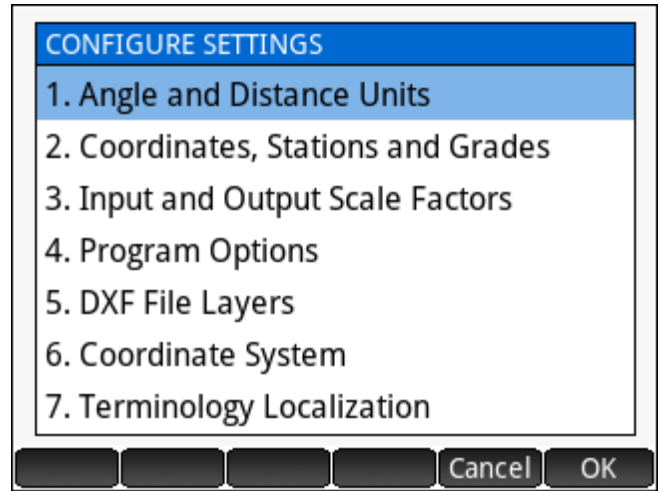 CONFIGURE SETTINGS
1. Angle and Distance Units
2. Coordinates, Stations and Grades
3. Input and Output Scale Factors
4. Program Options
5. DXF File Layers
6. Coordinate System
7. Terminology Localization
Cancel OK